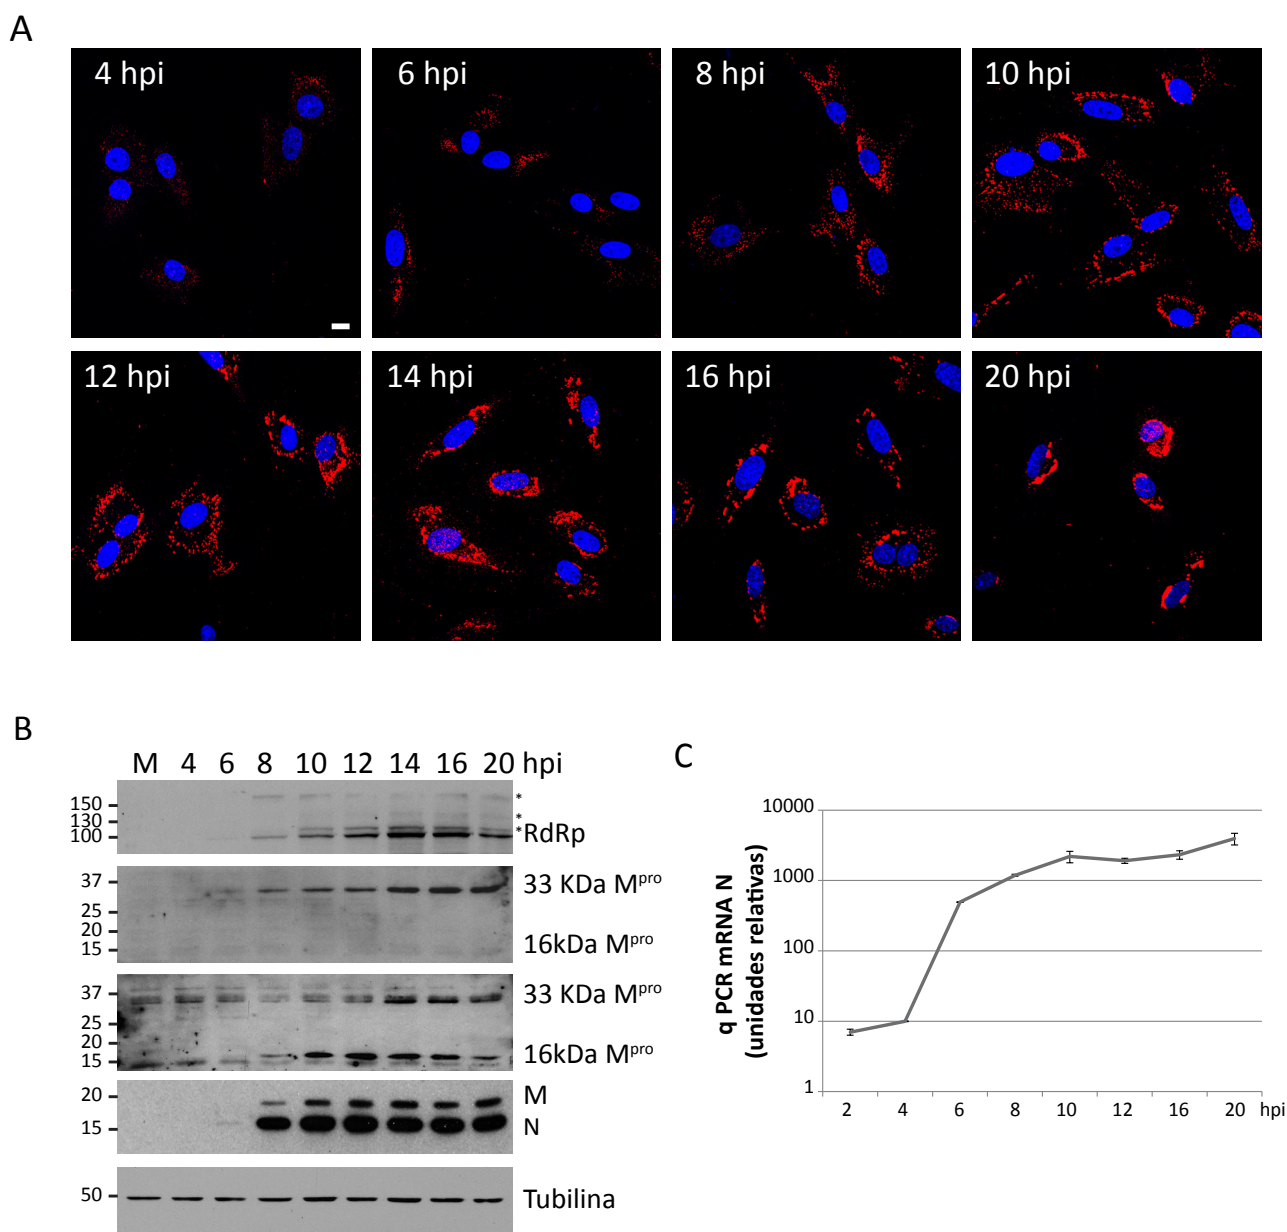 A
4 hpi
6 hpi
8 hpi
10 hpi
12 hpi
14 hpi
16 hpi
20 hpi
B
M 4 6 8 10 12 14 16 20 hpi
150
130
100
*
*
*RdRp
37
25
20
15
33 KDa Mpro
16kDa Mpro
37
25
20
15
33 KDa Mpro
16kDa Mpro
20
15
M
N
50
Tubilina
C
q PCR mRNA N
(unidades relativas)
10000
1000
100
10
1
2 4 6 8 10 12 16 20 hpi